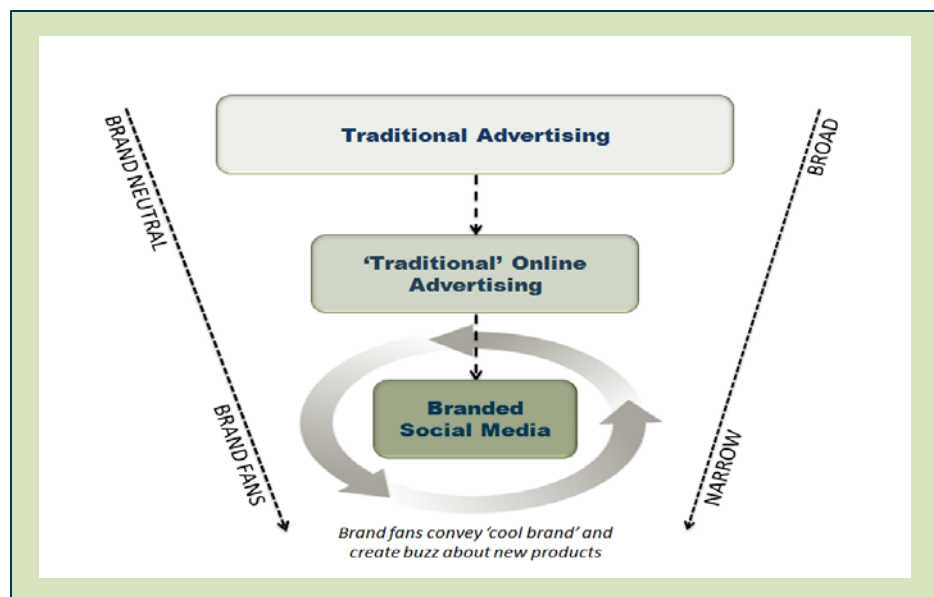 Traditional Advertising
BRAND NEUTRAL
BROAD
‘Traditional’ Online
Advertising
Branded
Social Media
BRAND FANS
NARROW
Brand fans convey ‘cool brand’ and
create buzz about new products